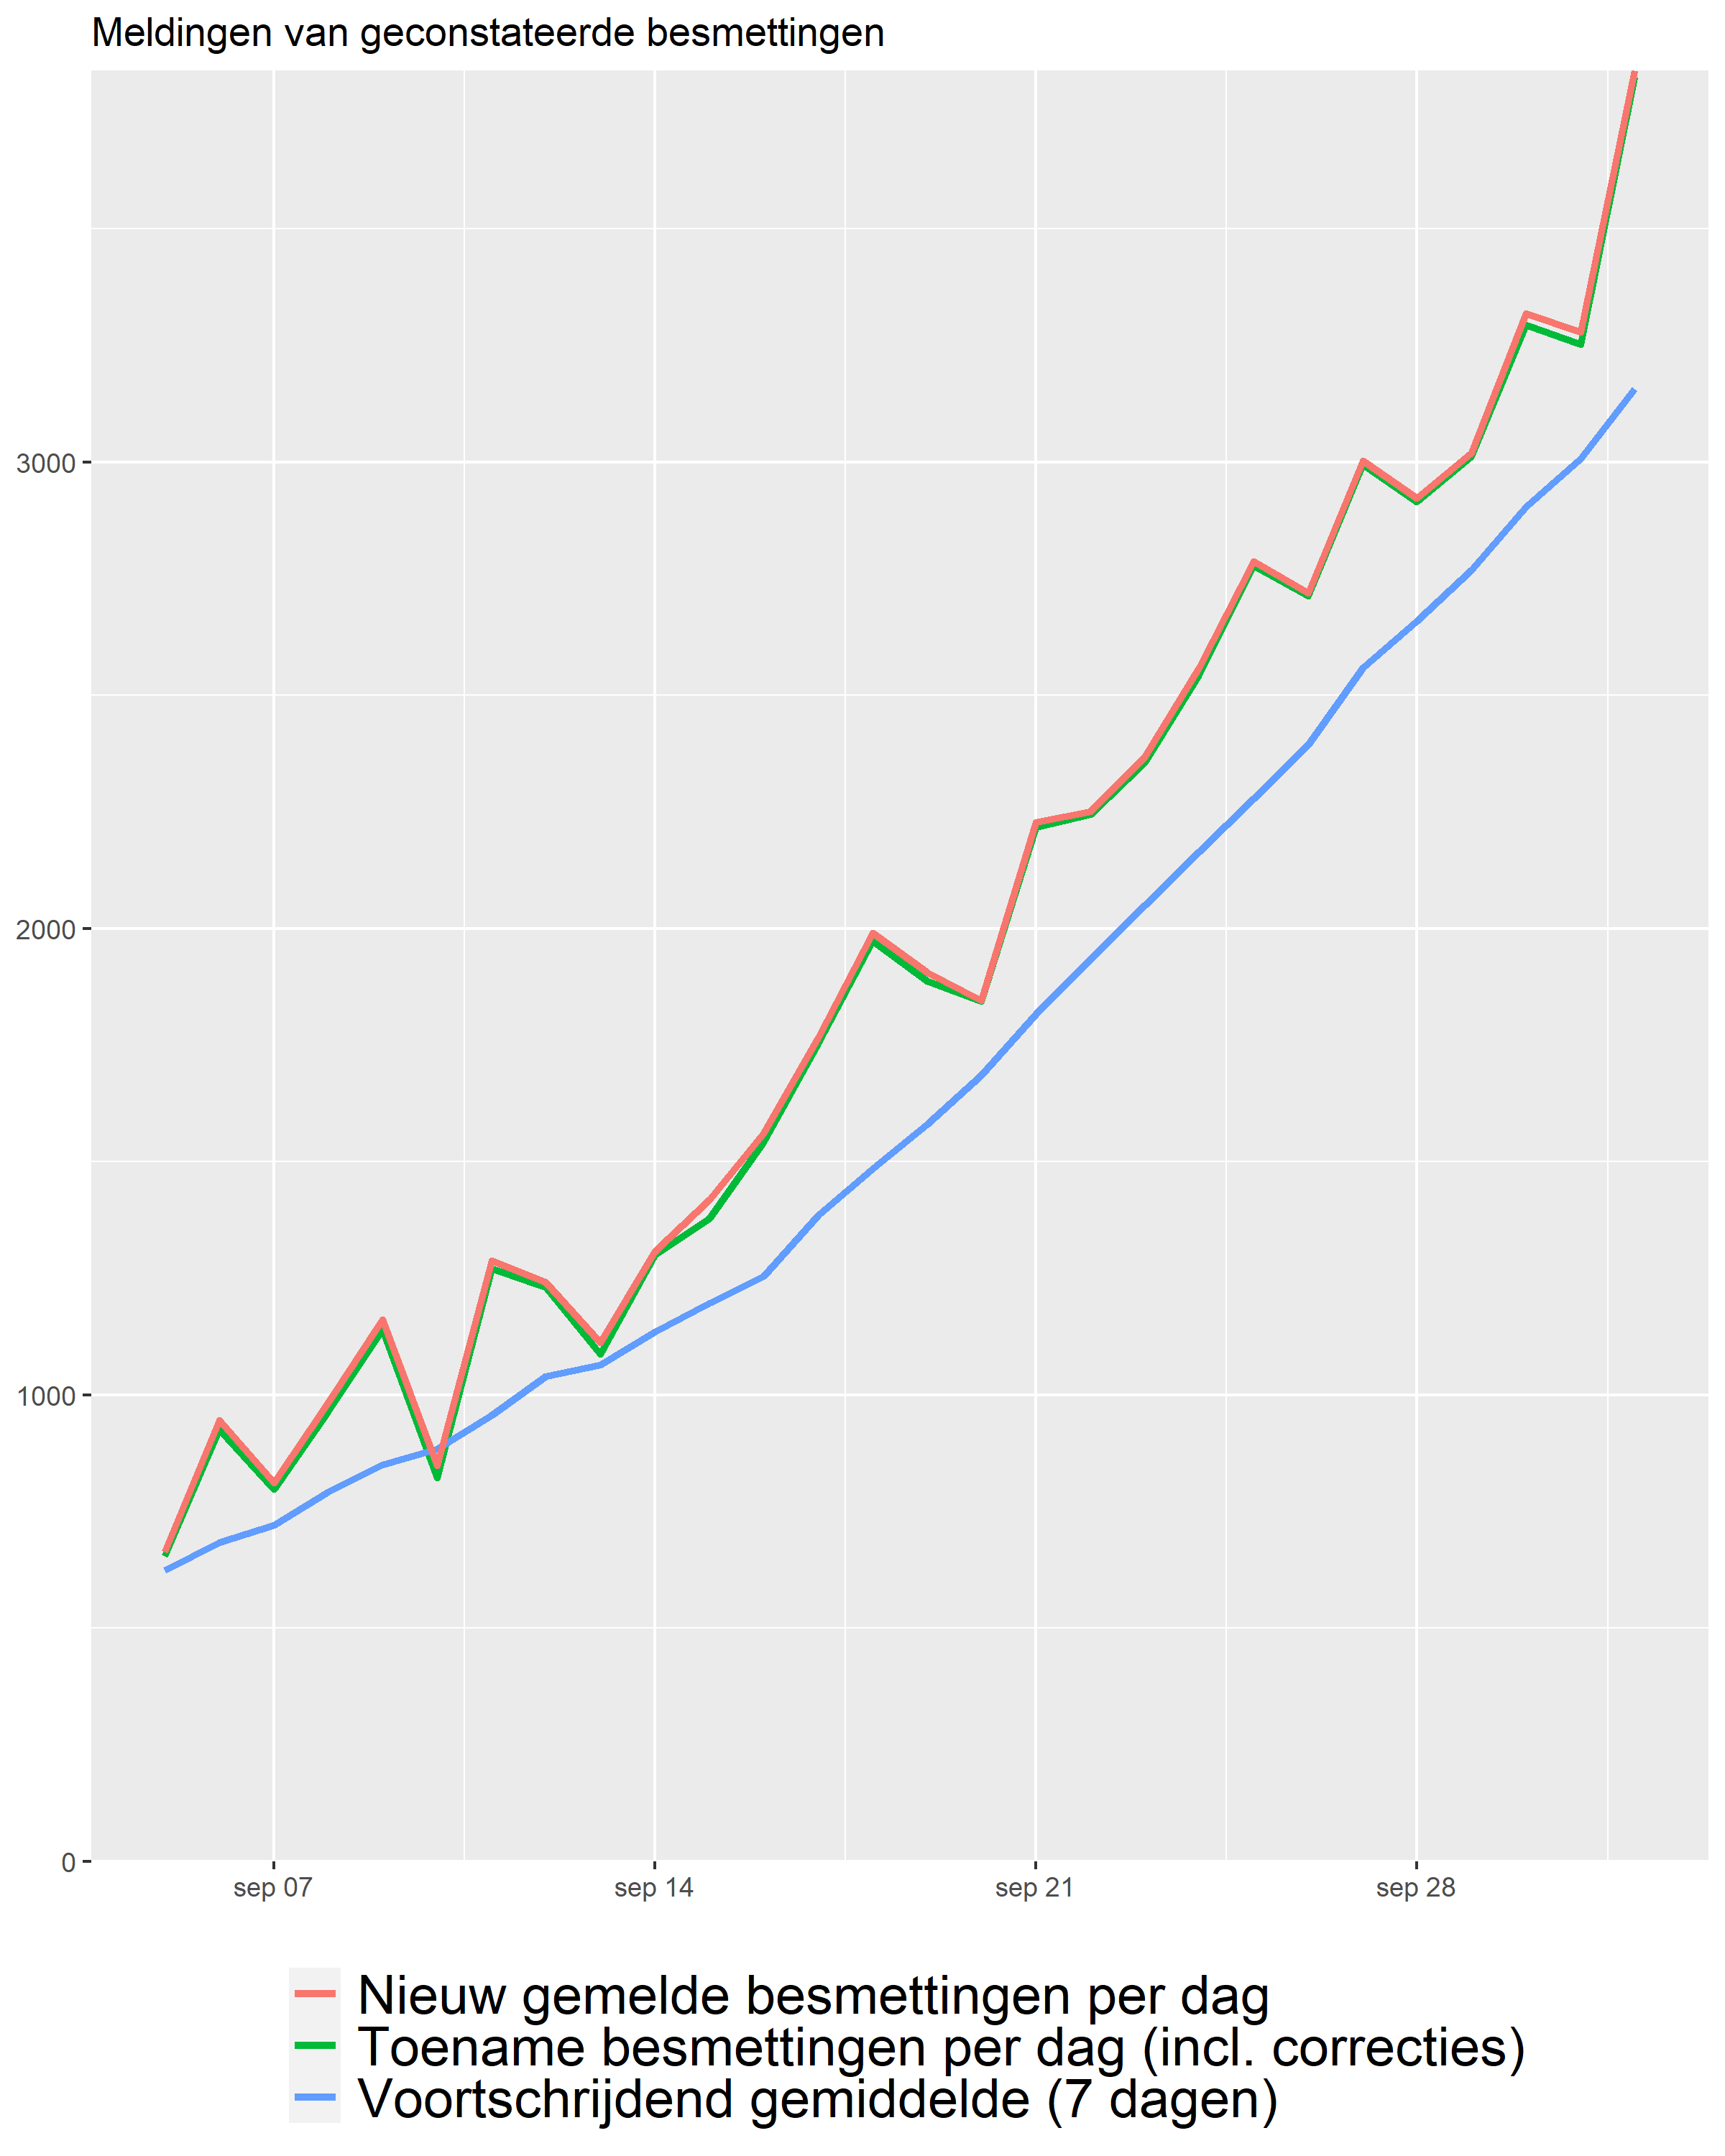 Meldingen van geconstateerde besmettingen
3000
2000
1000
0
sep 07
sep 14
sep 21
sep 28
Nieuw gemelde besmettingen per dag
Toename besmettingen per dag (incl. correcties)
Voortschrijdend gemiddelde (7 dagen)